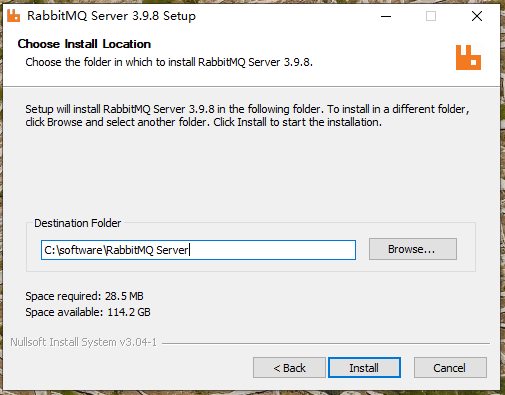 RabbitMQ Server 3.9.8 Setup
Choose Install Location
Choose the folder in which to install RabbitMQ Server 3.9.8.
Setup will install RabbitMQ Server 3.9.8 in the following folder. To install in a different folder,
click Browse and select another folder. Click Install to start the installation.
Destination Folder
C:\software\RabbitMQ Server
Browse...
Space required: 28.5 MB
Space available: 114.2 GB
Nullsoft Install System v3.04-1
< Back
Install
Cancel